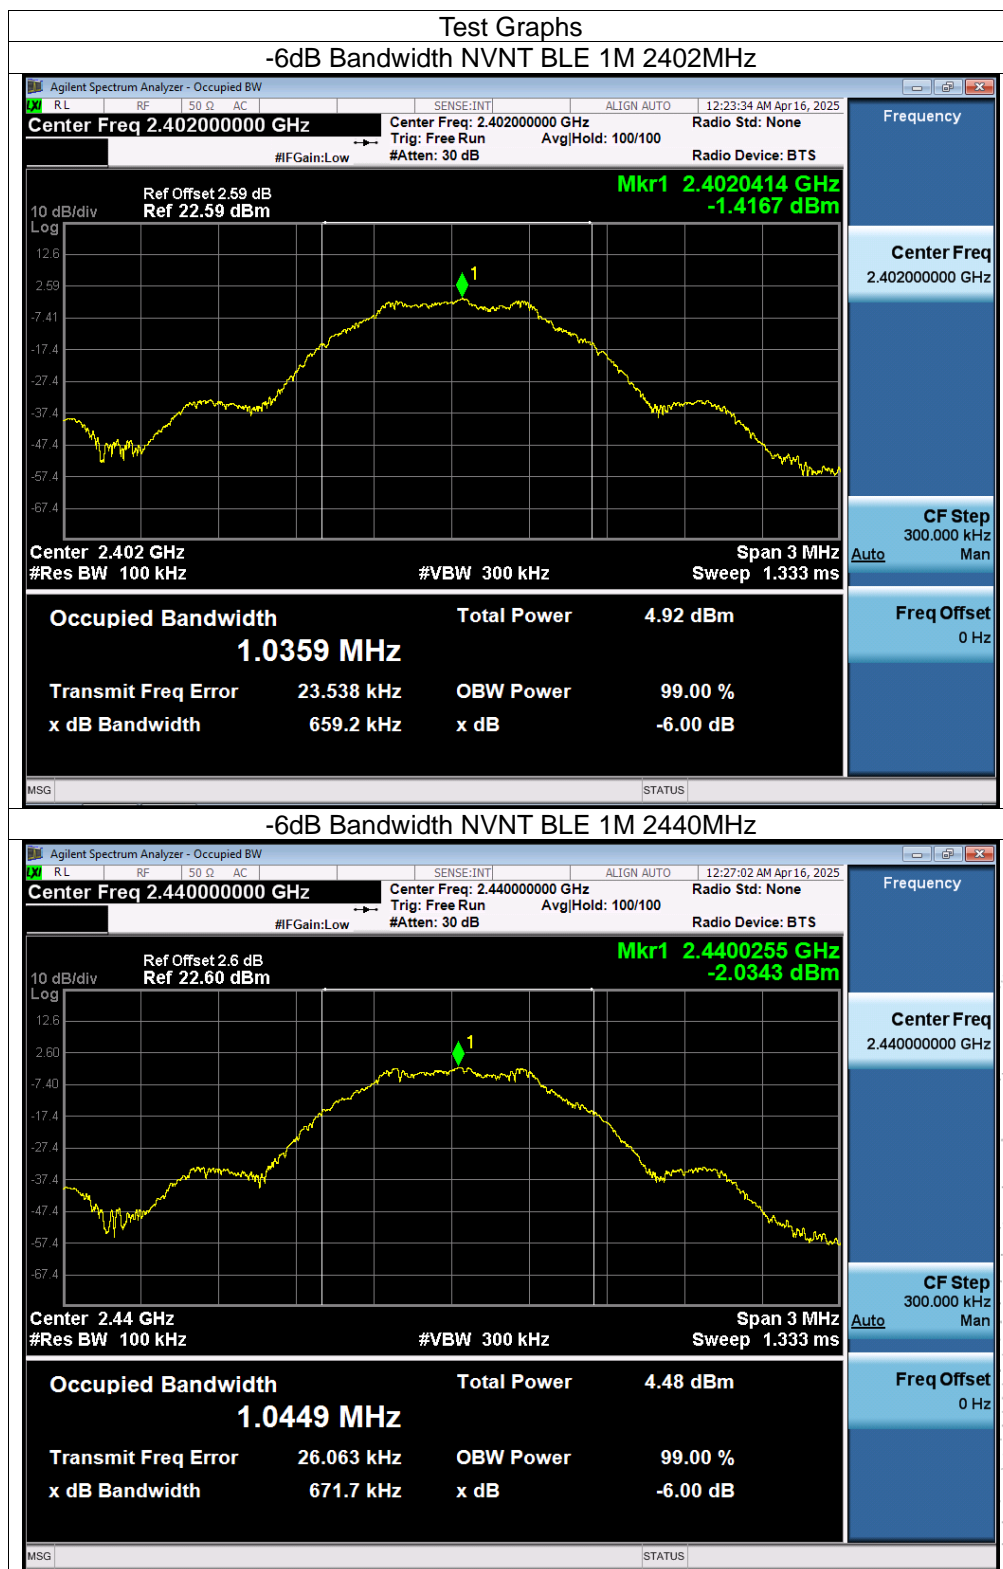 Test Graphs
-6dB Bandwidth NVNT BLE 1M 2402MHz
Agilent Spectrum Analyzer - Occupied BW
LXI RL RF 50 Ω AC SENSE:INT ALIGN AUTO 12:23:34 AM Apr 16, 2025
Center Freq 2.402000000 GHz
Center Freq: 2.402000000 GHz
Radio Std: None
Trig: Free Run Avg|Hold: 100/100
#IFGain:Low #Atten: 30 dB Radio Device: BTS
Frequency
Mkr1 2.4020414 GHz
-1.4167 dBm
Ref Offset 2.59 dB
10 dB/div Ref 22.59 dBm
Log
12.6
2.59
-7.41
-17.4
-27.4
-37.4
-47.4
-57.4
-67.4
1
Center Freq
2.402000000 GHz
CF Step
300.000 kHz
Auto Man
Freq Offset
0 Hz
Center 2.402 GHz Span 3 MHz
#Res BW 100 kHz #VBW 300 kHz Sweep 1.333 ms
Occupied Bandwidth Total Power 4.92 dBm
1.0359 MHz
Transmit Freq Error 23.538 kHz OBW Power 99.00 %
x dB Bandwidth 659.2 kHz x dB -6.00 dB
MSG STATUS
-6dB Bandwidth NVNT BLE 1M 2440MHz
Agilent Spectrum Analyzer - Occupied BW
LXI RL RF 50 Ω AC SENSE:INT ALIGN AUTO 12:27:02 AM Apr 16, 2025
Center Freq 2.440000000 GHz
Center Freq: 2.440000000 GHz
Radio Std: None
Trig: Free Run Avg|Hold: 100/100
#IFGain:Low #Atten: 30 dB Radio Device: BTS
Frequency
Mkr1 2.4400255 GHz
-2.0343 dBm
Ref Offset 2.6 dB
10 dB/div Ref 22.60 dBm
Log
12.6
2.60
-7.40
-17.4
-27.4
-37.4
-47.4
-57.4
-67.4
1
Center Freq
2.440000000 GHz
CF Step
300.000 kHz
Auto Man
Freq Offset
0 Hz
Center 2.44 GHz Span 3 MHz
#Res BW 100 kHz #VBW 300 kHz Sweep 1.333 ms
Occupied Bandwidth Total Power 4.48 dBm
1.0449 MHz
Transmit Freq Error 26.063 kHz OBW Power 99.00 %
x dB Bandwidth 671.7 kHz x dB -6.00 dB
MSG STATUS